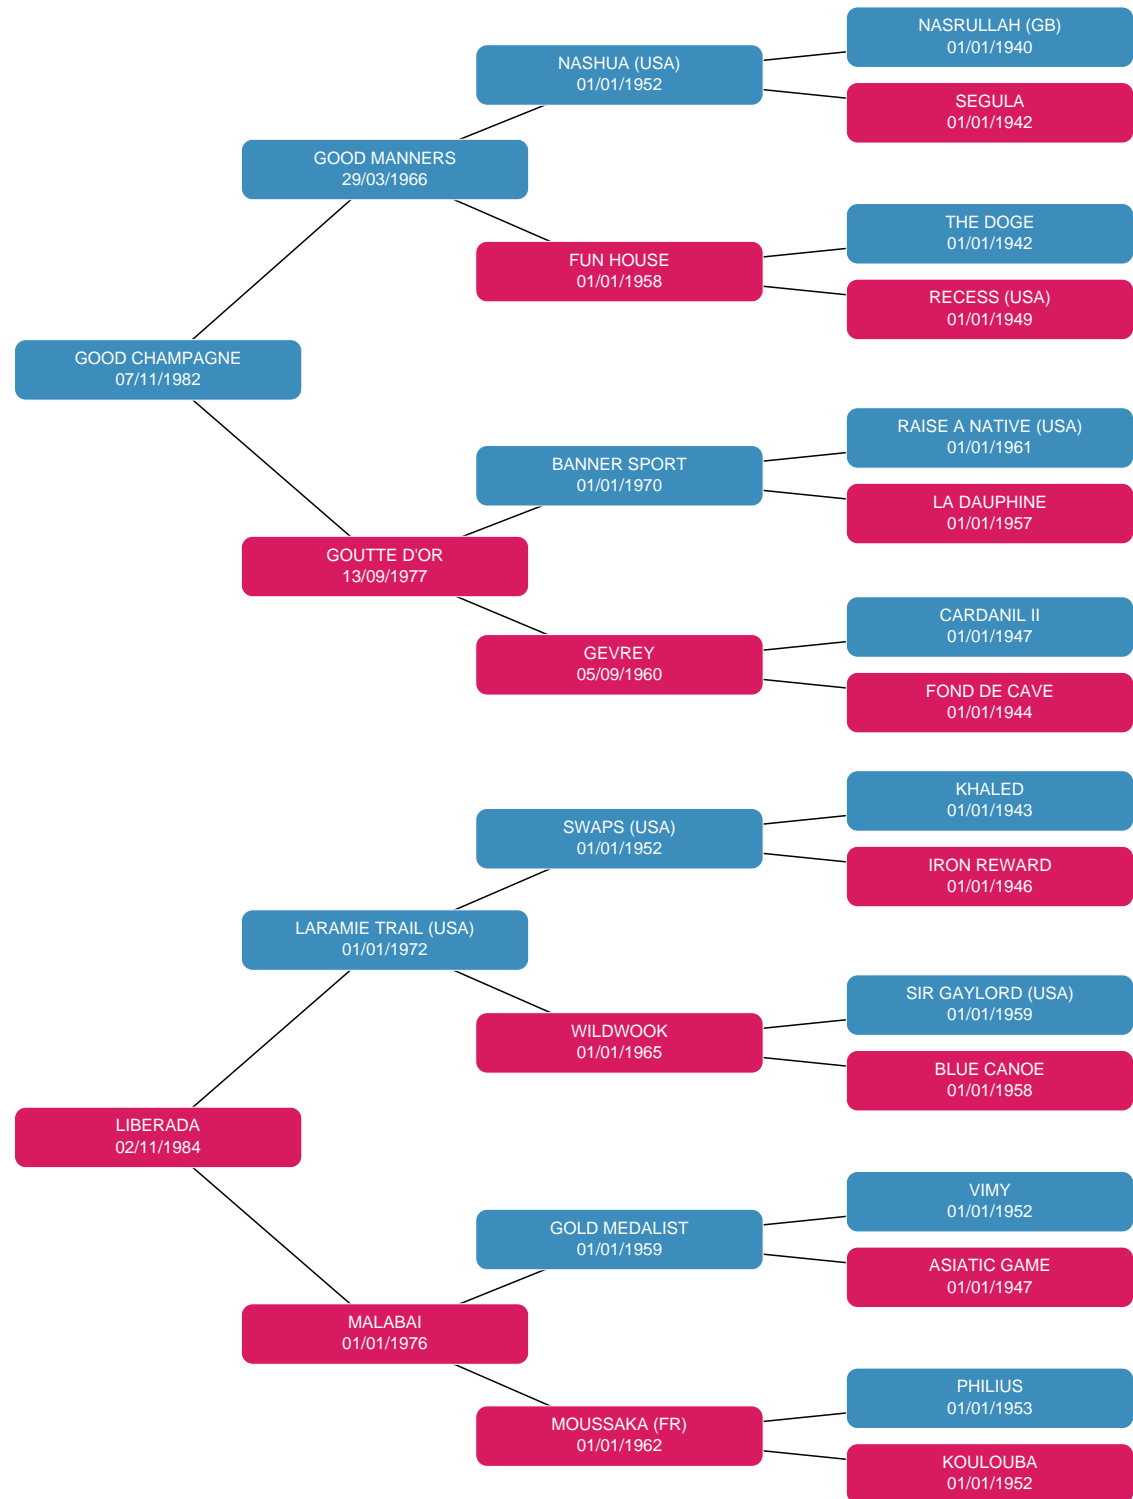 NASRULLAH (GB)
01/01/1940
NASHUA (USA)
01/01/1952
SEGULA
01/01/1942
GOOD MANNERS
29/03/1966
THE DOGE
01/01/1942
FUN HOUSE
01/01/1958
RECESS (USA)
01/01/1949
GOOD CHAMPAGNE
07/11/1982
RAISE A NATIVE (USA)
01/01/1961
BANNER SPORT
01/01/1970
LA DAUPHINE
01/01/1957
GOUTTE D'OR
13/09/1977
CARDANIL II
01/01/1947
GEVREY
05/09/1960
FOND DE CAVE
01/01/1944
KHALED
01/01/1943
SWAPS (USA)
01/01/1952
IRON REWARD
01/01/1946
LARAMIE TRAIL (USA)
01/01/1972
SIR GAYLORD (USA)
01/01/1959
WILDWOOK
01/01/1965
BLUE CANOE
01/01/1958
LIBERADA
02/11/1984
VIMY
01/01/1952
GOLD MEDALIST
01/01/1959
ASIATIC GAME
01/01/1947
MALABAI
01/01/1976
PHILIUS
01/01/1953
MOUSSAKA (FR)
01/01/1962
KOULOUBA
01/01/1952